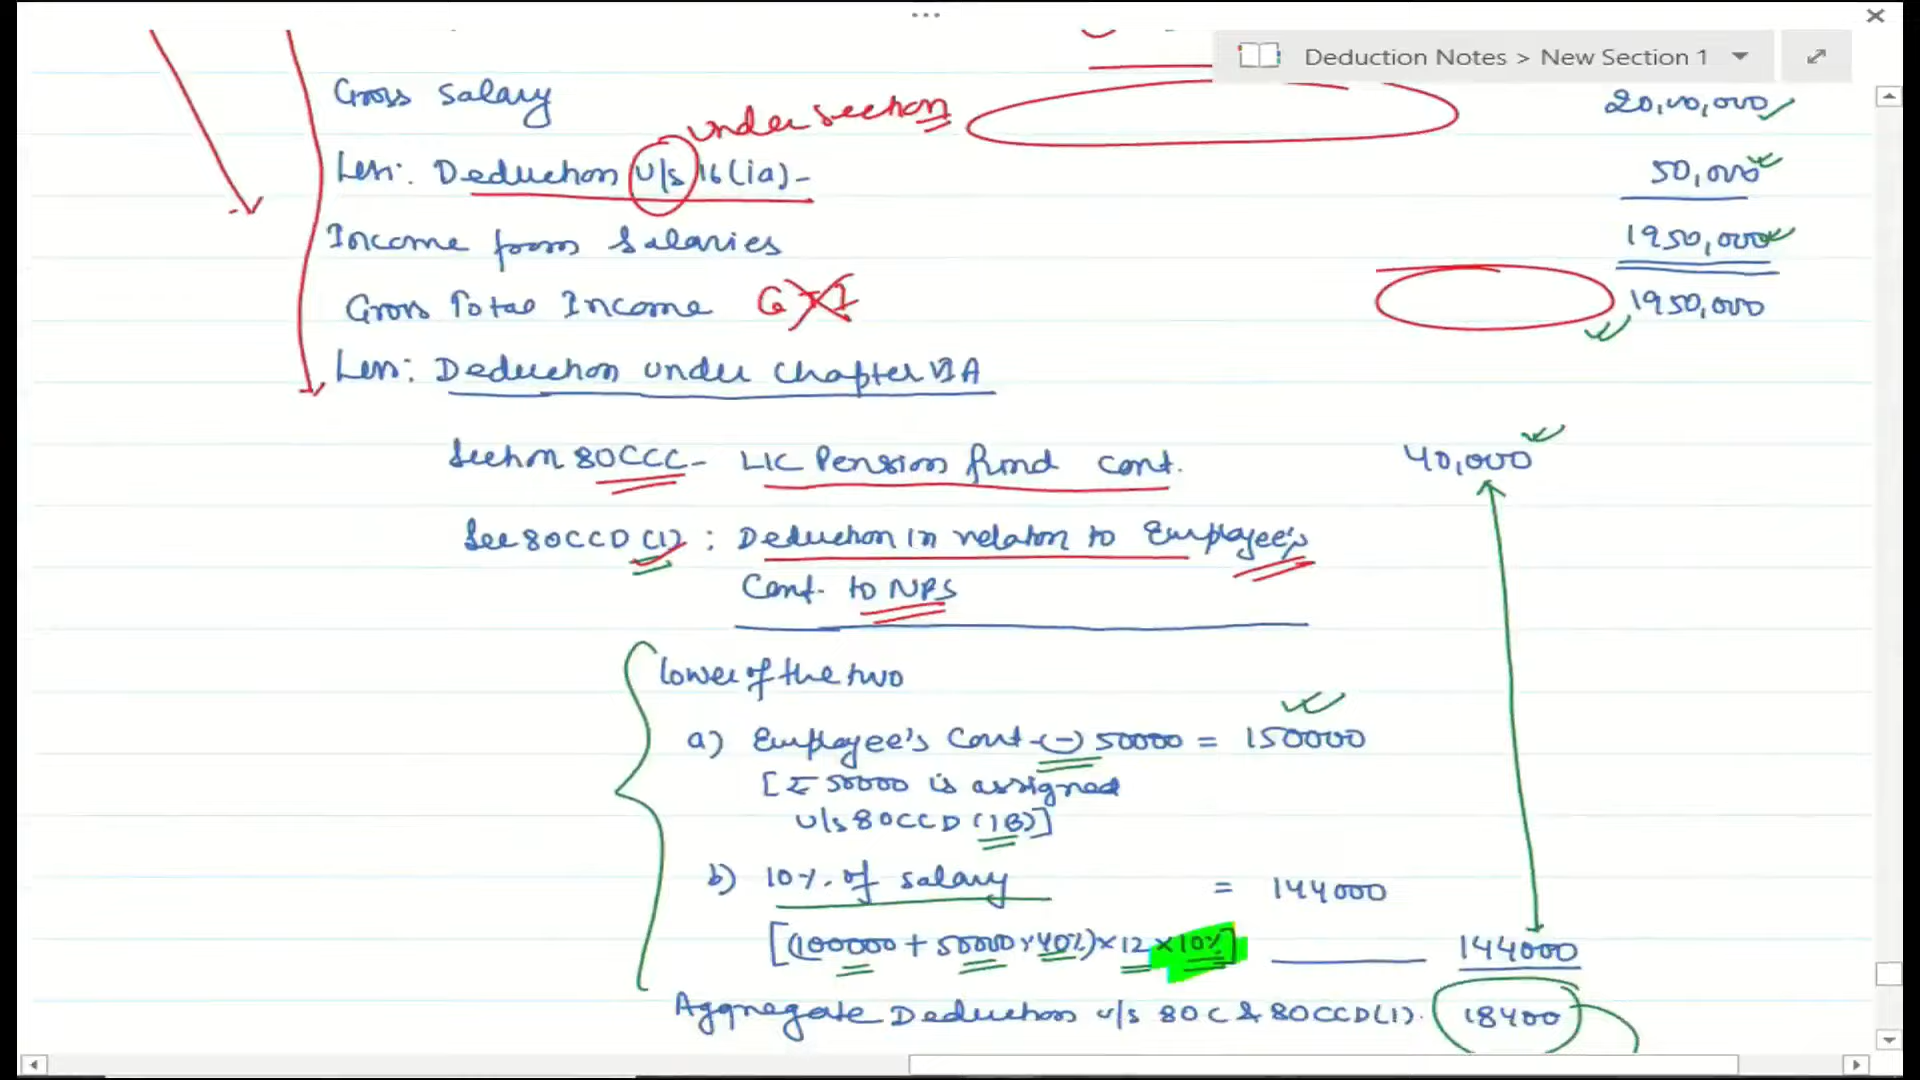 Deduction Notes > New Section 1
Gross Salary 20,00,000
under section
Less: Deduction u/s 16(ia) - 50,000
Income from Salaries 1950,000
Gross Total Income GTI 1950,000
Less: Deduction under Chapter VIA
Section 80CCC - LIC Pension fund cont. 40,000
Sec 80CCD (1) : Deduction in relation to Employee's
Cont. to NPS
lower of the two
a) Employee's Cont (-) 50000 = 150000
[₹ 50000 is assigned
u/s 80CCD (1B)]
b) 10% of salary = 144000
[(100000 + 50000 × 40%) × 12 × 10%] 144000
Aggregate Deduction u/s 80C & 80CCD(1). 18400